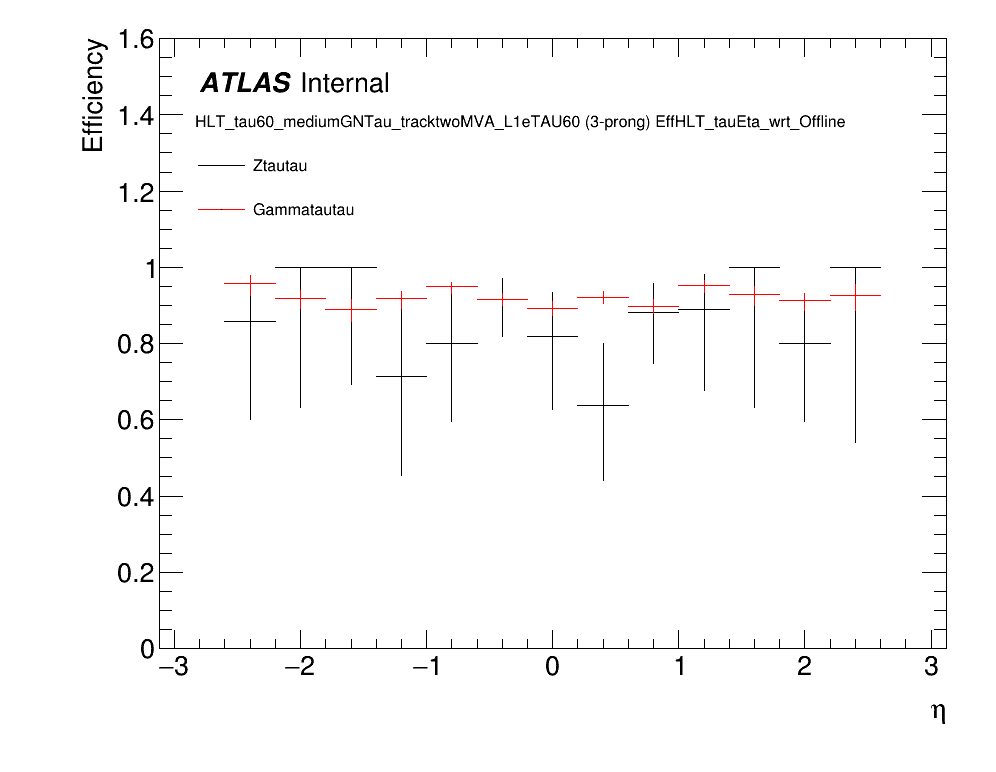 Efficiency
1.6
1.4
1.2
1
0.8
0.6
0.4
0.2
0
ATLAS Internal
HLT_tau60_mediumGNTau_tracktwoMVA_L1eTAU60 (3-prong) EffHLT_tauEta_wrt_Offline
Ztautau
Gammatautau
−3 −2 −1 0 1 2 3
η